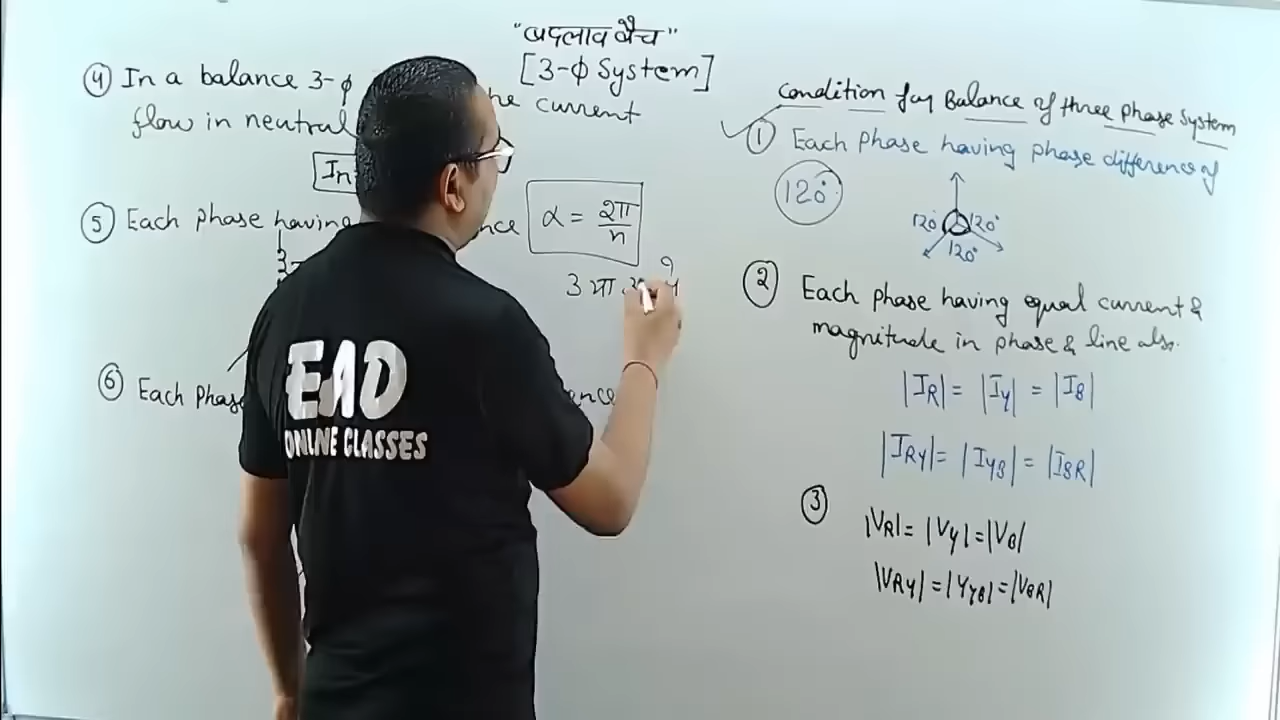 "बदलाव बैच"
[3-ϕ System]
④ In a balance 3-ϕ he current
flow in neutral
In
⑤ Each phase having nce
α = 2π/n
3
⑥ Each Phase ence
EAD
ONLINE CLASSES
Condition for Balance of three phase system
① Each Phase having phase difference of
120°
120° 120°
120°
② Each phase having equal current &
magnitude in phase & line also.
|IR| = |IY| = |IB|
|IRY| = |IYB| = |IBR|
③
|VR| = |VY| = |VB|
|VRY| = |VYB| = |VBR|